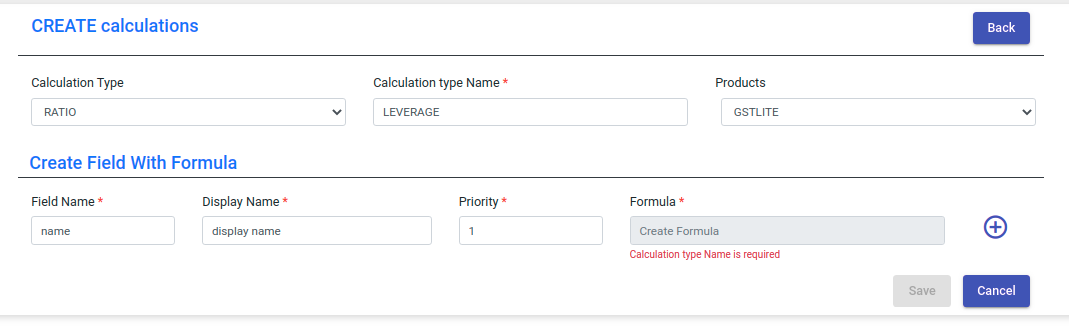 CREATE calculations
Back
Calculation Type
Calculation type Name *
Products
RATIO
LEVERAGE
GSTLITE
Create Field With Formula
Field Name *
Display Name *
Priority *
Formula *
name
display name
1
Create Formula
Calculation type Name is required
Save
Cancel